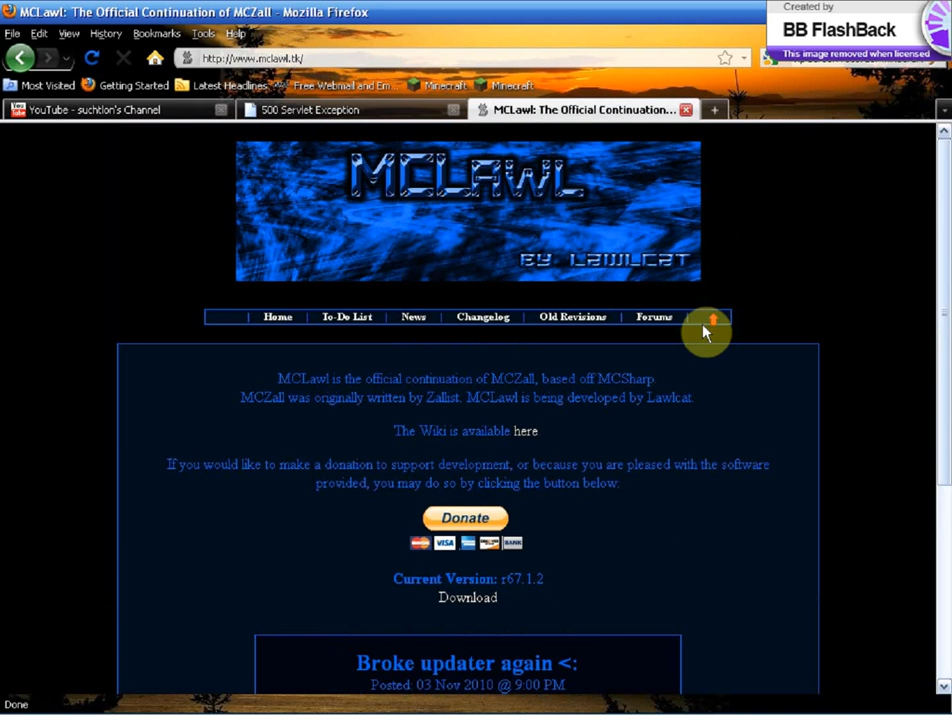 MCLawl: The Official Continuation of MCZall - Mozilla Firefox
Created by
BB FlashBack
This image removed when licensed
File Edit View History Bookmarks Tools Help
http://www.mclawl.tk/
Most Visited Getting Started Latest Headlines Free Webmail and Em... Minecraft Minecraft
YouTube - suchtlon's Channel 500 Servlet Exception MCLawl: The Official Continuation...
MCLAWL
BY LAWLCAT
Home | To-Do List | News | Changelog | Old Revisions | Forums
MCLawl is the official continuation of MCZall, based off MCSharp.
MCZall was originally written by Zallist. MCLawl is being developed by Lawlcat.
The Wiki is available here
If you would like to make a donation to support development, or because you are pleased with the software
provided, you may do so by clicking the button below:
Donate
VISA BANK
Current Version: r67.1.2
Download
Broke updater again <:
Posted: 03 Nov 2010 @ 9:00 PM
Done